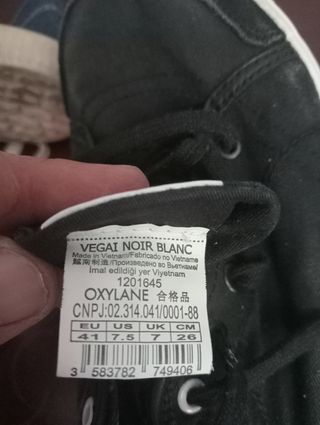 VEGAI NOIR BLANC
Made in Vietnam/Fabricado no Vietname
越南制造/Произведено во Вьетнаме/
Imal edildiği yer Viyetnam
1201645
OXYLANE 合格品
CNPJ:02.314.041/0001-88
EU US UK CM
41 7.5 7 26
3 583782 749406